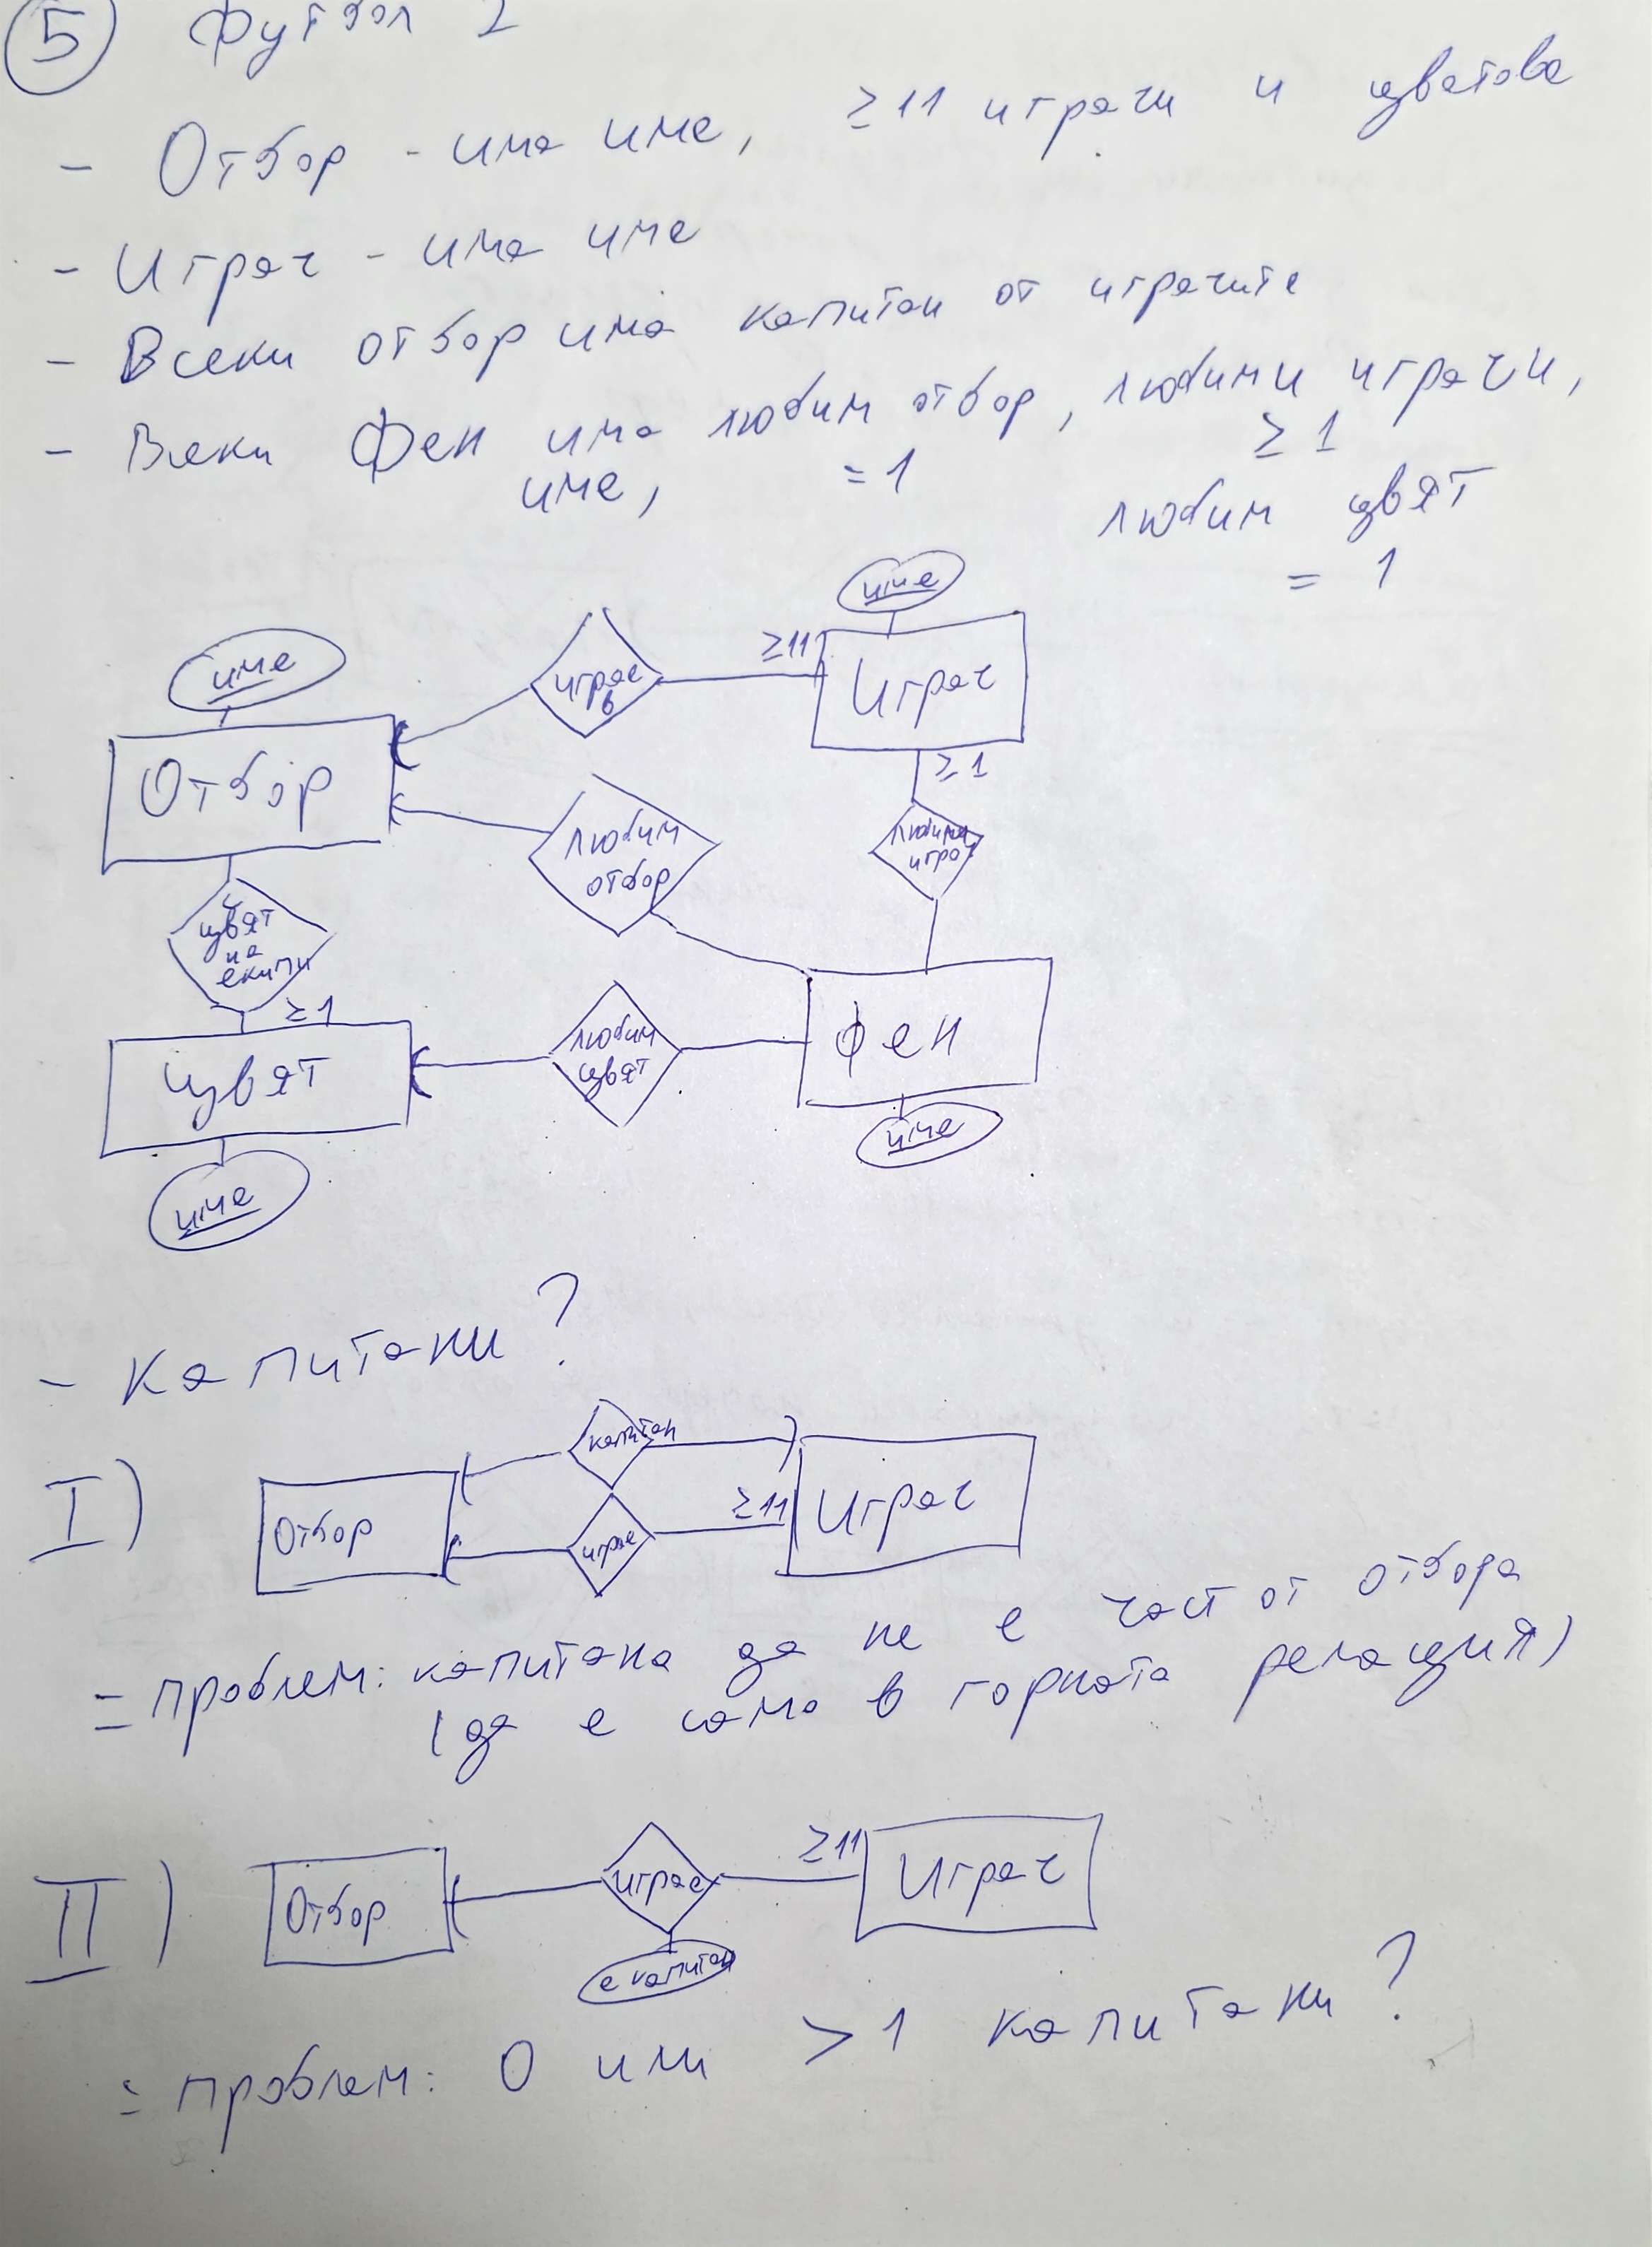 5 Футбол 2
- Отбор - има име, ≥11 играчи и цветове
- Играч - има име
- Всеки отбор има капитан от играчите
- Всеки фен има любим отбор, любими играчи,
име, =1 ≥1
любим цвят
= 1
име
име
играе в
≥11
Играч
Отбор
≥1
любим отбор
цвят на екипи
≥1
любим цвят
фен
Цвят
име
име
- Капитани?
I)
капитан
Отбор
играе
≥11
Играч
= проблем: капитана да не е част от отбора
(да е само в горната релация)
II)
Отбор
играе
≥11
Играч
е капитан
= проблем: 0 или >1 капитани?